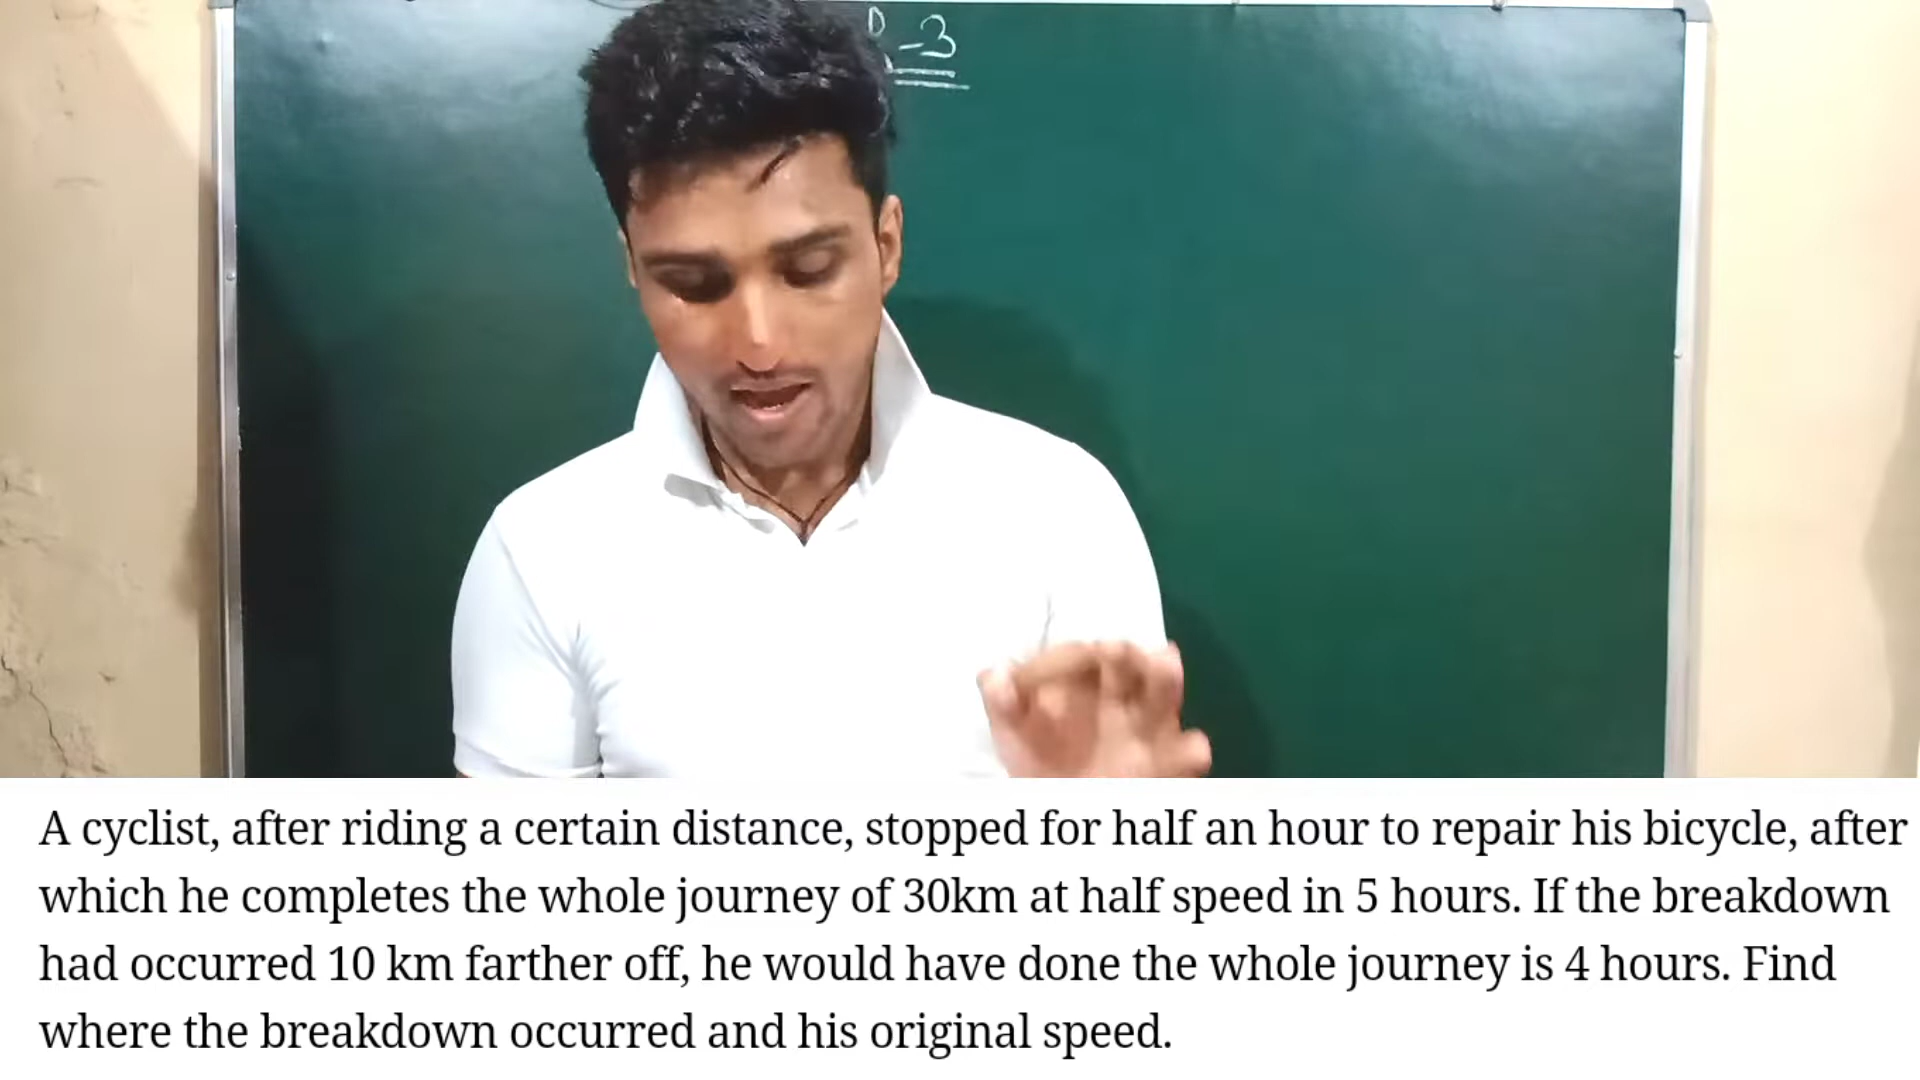 D
-3
A cyclist, after riding a certain distance, stopped for half an hour to repair his bicycle, after
which he completes the whole journey of 30km at half speed in 5 hours. If the breakdown
had occurred 10 km farther off, he would have done the whole journey is 4 hours. Find
where the breakdown occurred and his original speed.